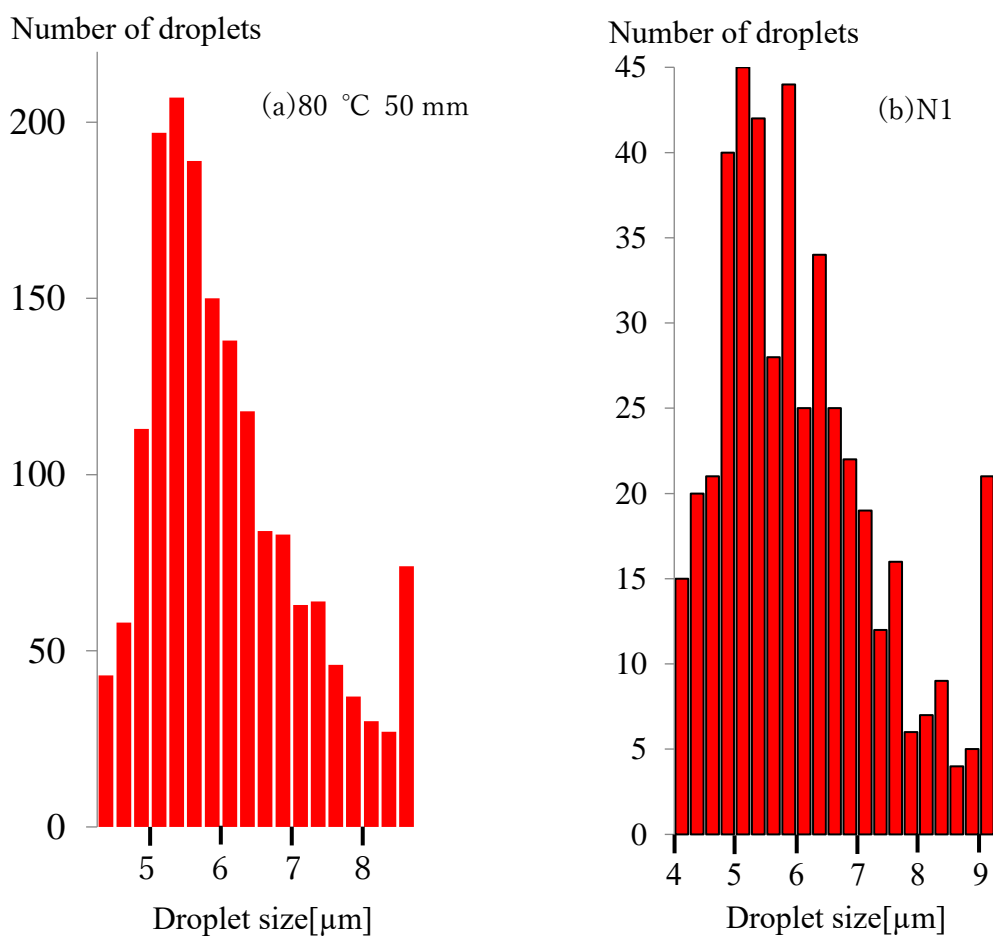 Number of droplets
(a)80 ℃ 50 mm
200
150
100
50
0
5 6 7 8
Droplet size[µm]
Number of droplets
(b)N1
45
40
35
30
25
20
15
10
5
0
4 5 6 7 8 9
Droplet size[µm]